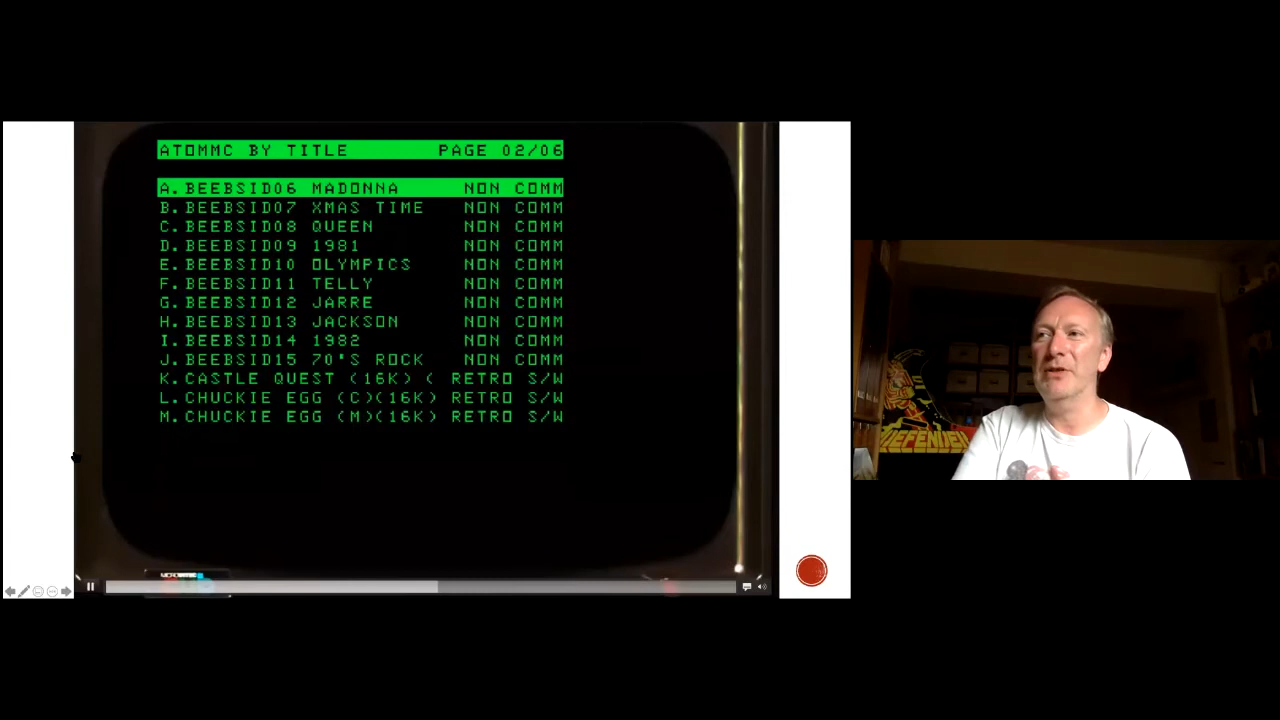 ATOMMC BY TITLE PAGE 02/06
A.BEEBSID06 MADONNA NON COMM
B.BEEBSID07 XMAS TIME NON COMM
C.BEEBSID08 QUEEN NON COMM
D.BEEBSID09 1981 NON COMM
E.BEEBSID10 OLYMPICS NON COMM
F.BEEBSID11 TELLY NON COMM
G.BEEBSID12 JARRE NON COMM
H.BEEBSID13 JACKSON NON COMM
I.BEEBSID14 1982 NON COMM
J.BEEBSID15 70'S ROCK NON COMM
K.CASTLE QUEST (16K) ( RETRO S/W
L.CHUCKIE EGG (C)(16K) RETRO S/W
M.CHUCKIE EGG (M)(16K) RETRO S/W
MICROVITEC
DEFENDER